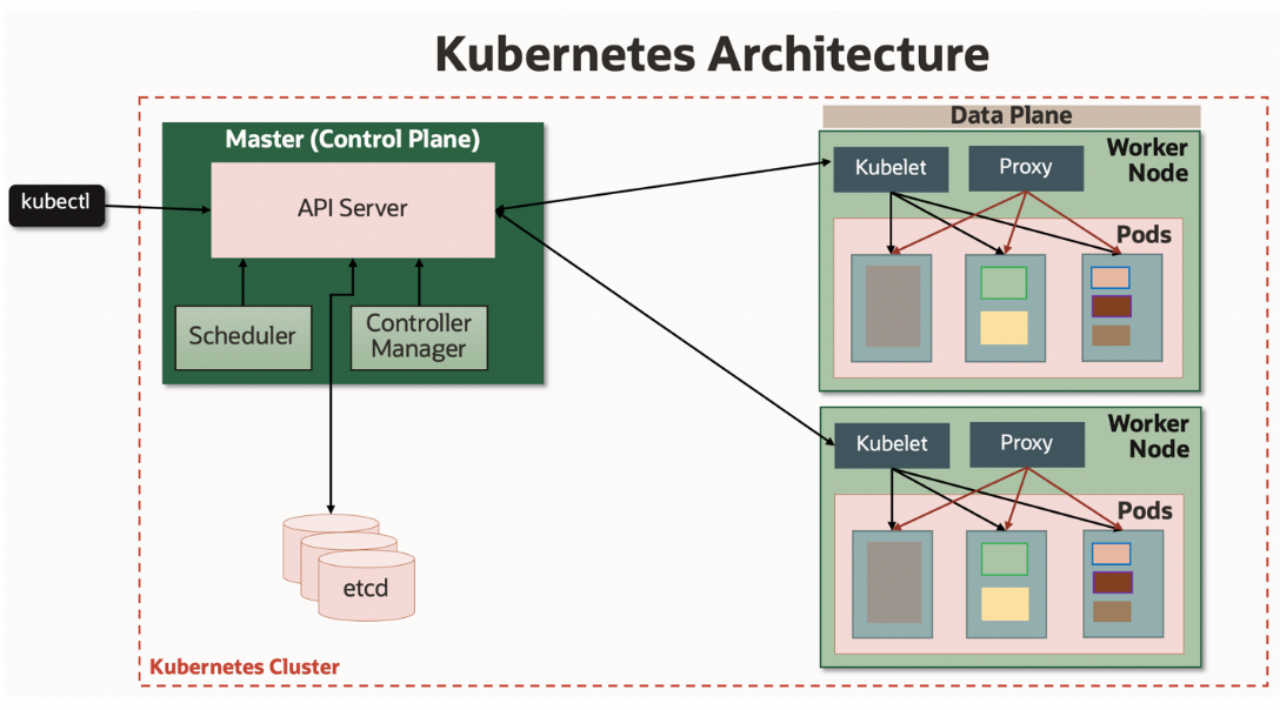 Kubernetes Architecture
Master (Control Plane)
API Server
kubectl
Scheduler
Controller
Manager
etcd
Kubernetes Cluster
Data Plane
Worker
Node
Kubelet
Proxy
Pods
Worker
Node
Kubelet
Proxy
Pods